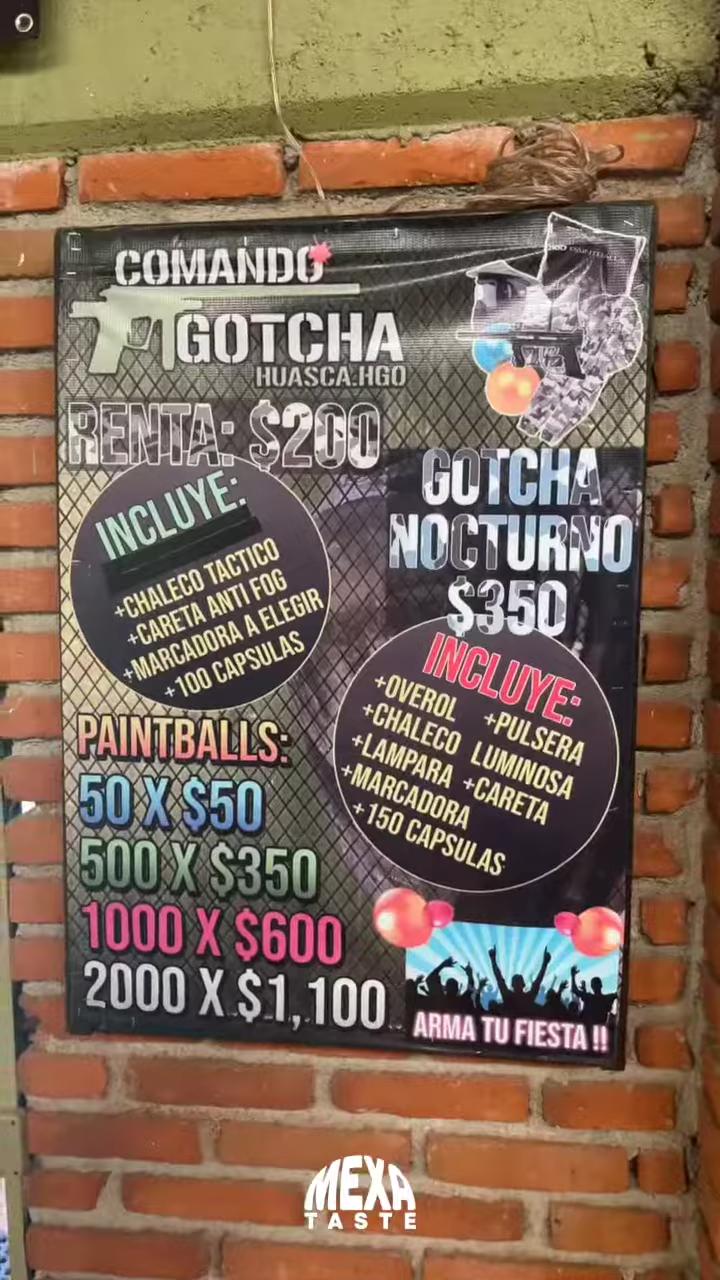 COMANDO
GOTCHA
HUASCA.HGO
RENTA: $200
INCLUYE:
+CHALECO TACTICO
+CARETA ANTI FOG
+MARCADORA A ELEGIR
+100 CAPSULAS
GOTCHA
NOCTURNO
$350
INCLUYE:
+OVEROL +PULSERA
+CHALECO LUMINOSA
+LAMPARA +CARETA
+MARCADORA
+150 CAPSULAS
PAINTBALLS:
50 X $50
500 X $350
1000 X $600
2000 X $1,100
ARMA TU FIESTA !!
MEXA
TASTE